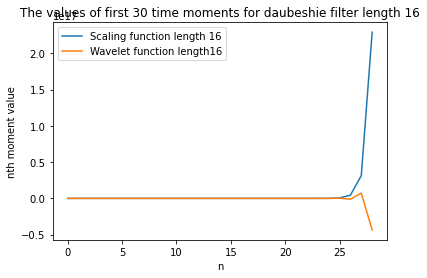 The values of first 30 time moments for daubeshie filter length 16
1e17
Scaling function length 16
Wavelet function length16
2.0
1.5
1.0
0.5
0.0
−0.5
nth moment value
0
5
10
15
20
25
n